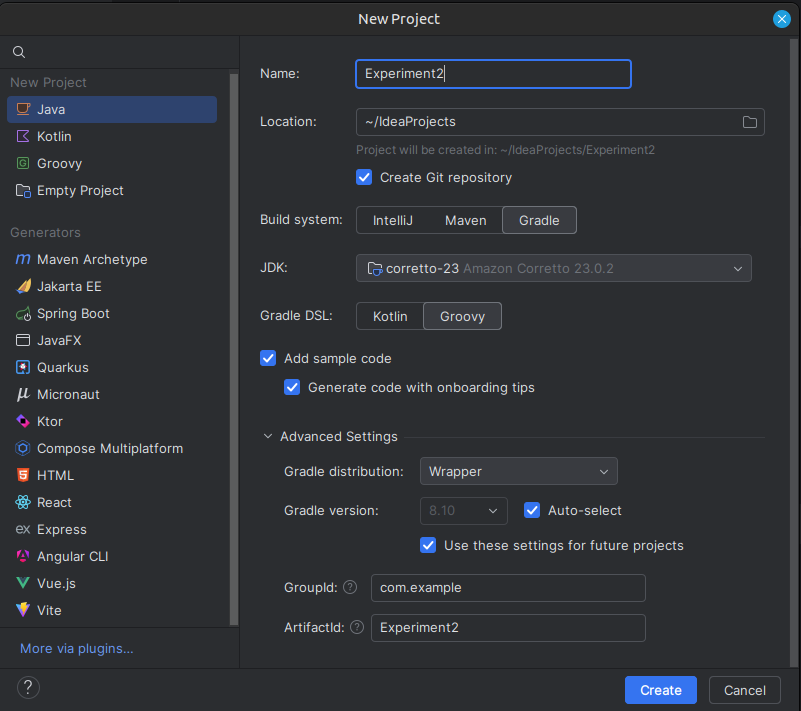 New Project
New Project
Java
Kotlin
Groovy
Empty Project
Generators
Maven Archetype
Jakarta EE
Spring Boot
JavaFX
Quarkus
Micronaut
Ktor
Compose Multiplatform
HTML
React
Express
Angular CLI
Vue.js
Vite
More via plugins...
Name: Experiment2
Location: ~/IdeaProjects
Project will be created in: ~/IdeaProjects/Experiment2
Create Git repository
Build system: IntelliJ Maven Gradle
JDK: corretto-23 Amazon Corretto 23.0.2
Gradle DSL: Kotlin Groovy
Add sample code
Generate code with onboarding tips
Advanced Settings
Gradle distribution: Wrapper
Gradle version: 8.10 Auto-select
Use these settings for future projects
GroupId: ? com.example
ArtifactId: ? Experiment2
? Create Cancel